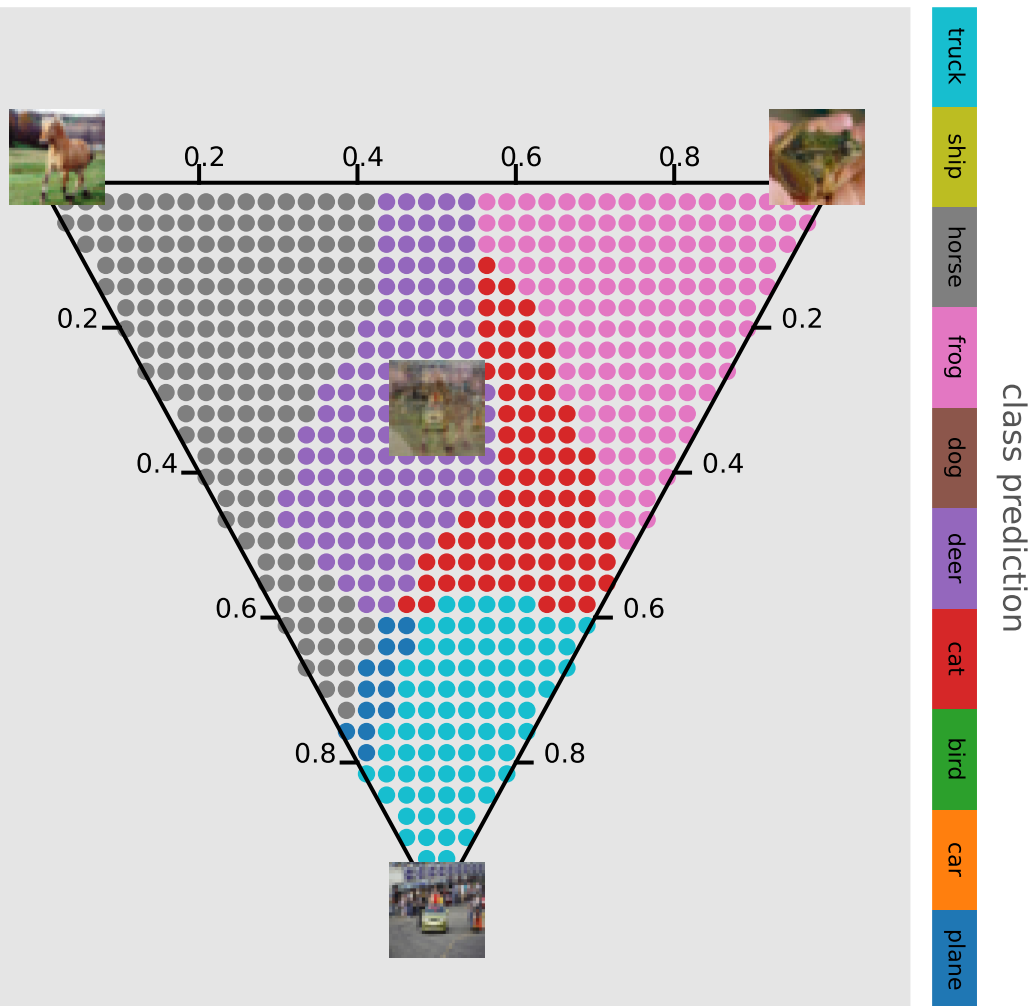 0.2 0.4 0.6 0.8
0.2 0.2
0.4 0.4
0.6 0.6
0.8 0.8
truck
ship
horse
frog
dog
deer
cat
bird
car
plane
class prediction